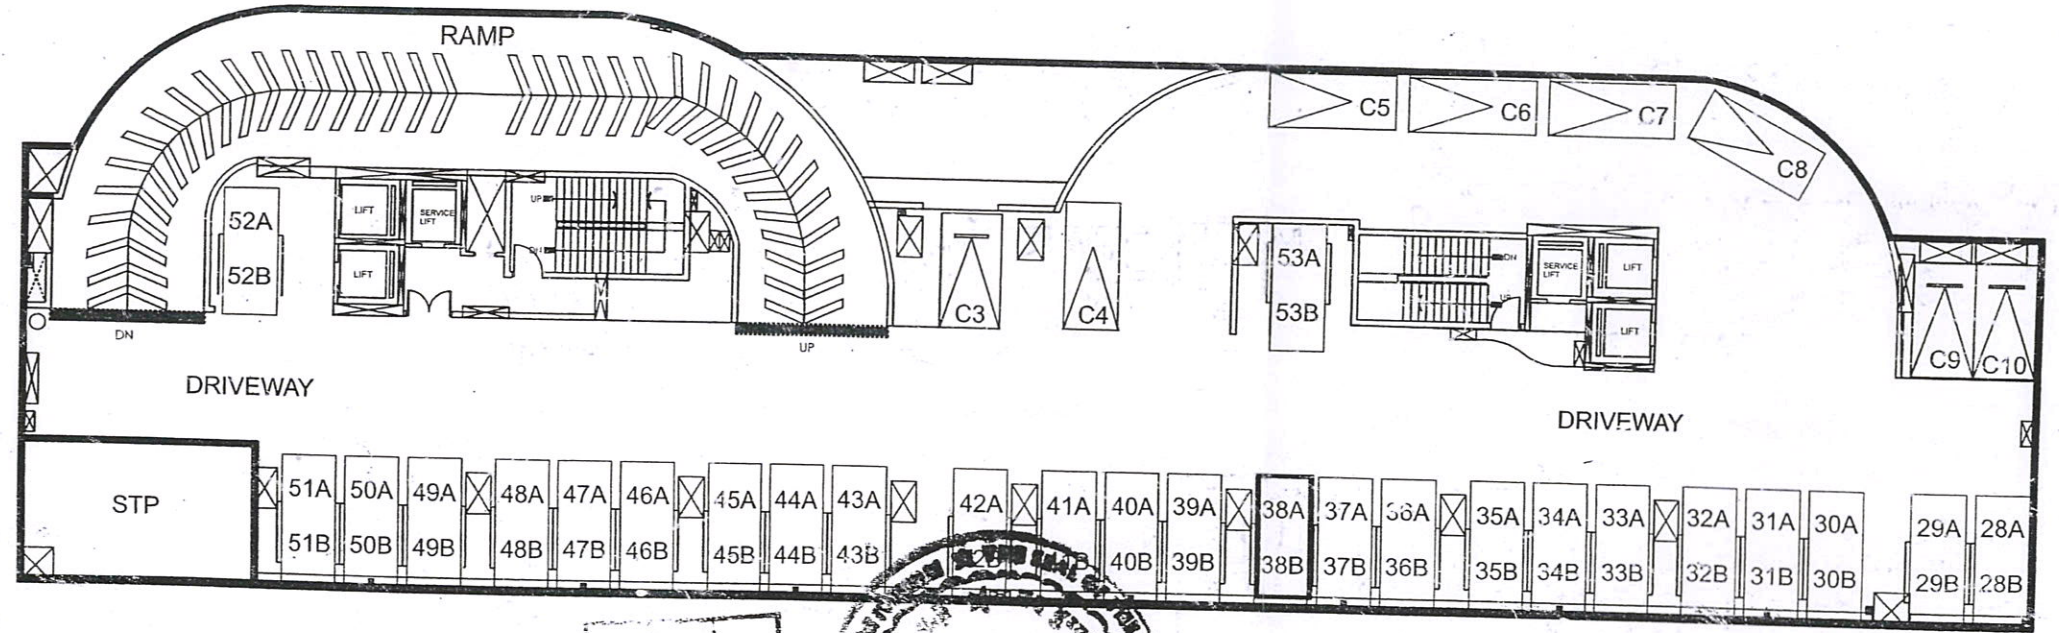 RAMP
C5 C6 C7
C8
52A
52B
LIFT
SERVICE
LIFT
LIFT
UP
DN
C3
C4
53A
53B
DN
UP
SERVICE
LIFT
LIFT
LIFT
C9 C10
DN
UP
DRIVEWAY
DRIVEWAY
STP
51A 50A 49A 48A 47A 46A 45A 44A 43A 42A 41A 40A 39A 38A 37A 36A 35A 34A 33A 32A 31A 30A 29A 28A
51B 50B 49B 48B 47B 46B 45B 44B 43B B 40B 39B 38B 37B 36B 35B 34B 33B 32B 31B 30B 29B 28B